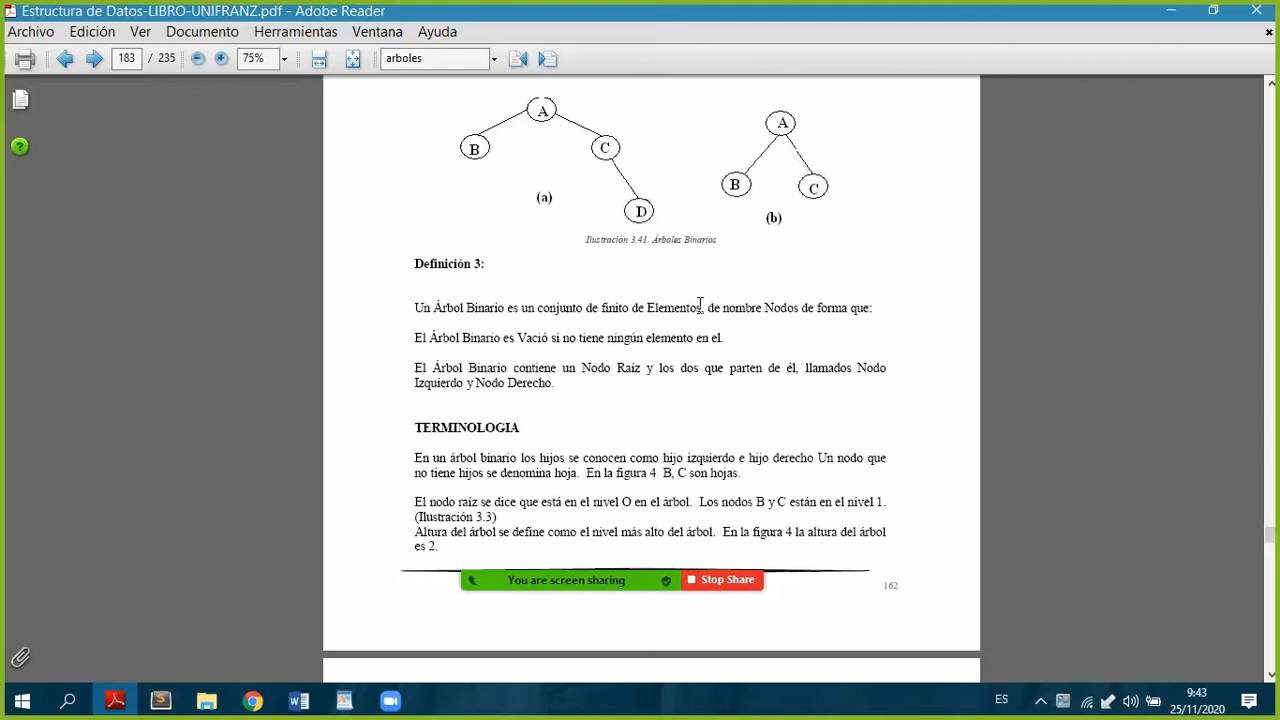 Estructura de Datos-LIBRO-UNIFRANZ.pdf - Adobe Reader
Archivo Edición Ver Documento Herramientas Ventana Ayuda
183 / 235 75% arboles
A
B
C
D
(a)
A
B
C
(b)
Ilustración 3.41. Árboles Binarios
Definición 3:
Un Árbol Binario es un conjunto de finito de Elementos, de nombre Nodos de forma que:
El Árbol Binario es Vació si no tiene ningún elemento en el.
El Árbol Binario contiene un Nodo Raíz y los dos que parten de él, llamados Nodo
Izquierdo y Nodo Derecho.
TERMINOLOGIA
En un árbol binario los hijos se conocen como hijo izquierdo e hijo derecho Un nodo que
no tiene hijos se denomina hoja. En la figura 4 B, C son hojas.
El nodo raíz se dice que está en el nivel O en el árbol. Los nodos B y C están en el nivel 1.
(Ilustración 3.3)
Altura del árbol se define como el nivel más alto del árbol. En la figura 4 la altura del árbol
es 2.
You are screen sharing Stop Share
162
ES
9:43
25/11/2020